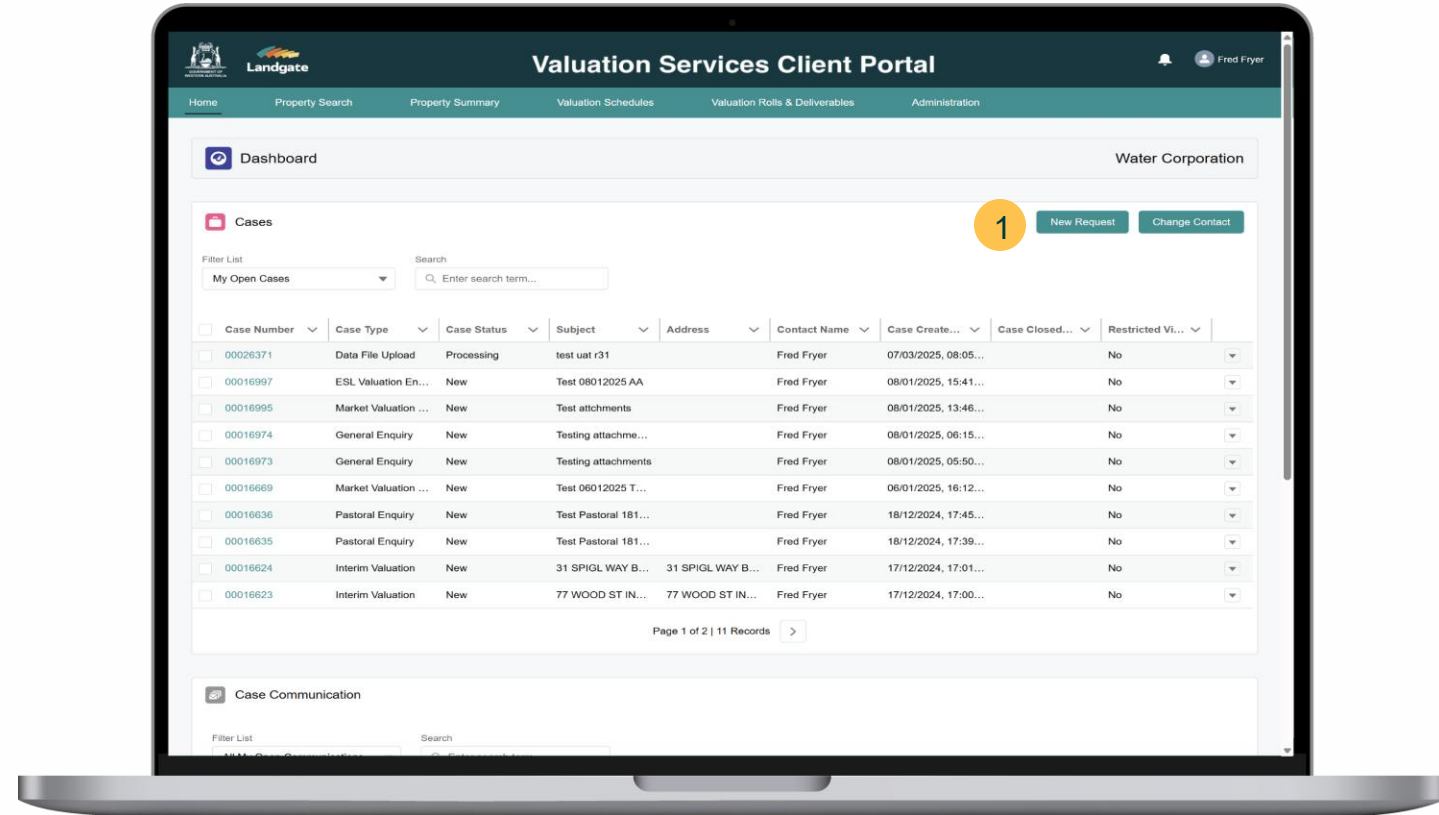 GOVERNMENT OF
WESTERN AUSTRALIA
Landgate
Valuation Services Client Portal
Fred Fryer
Home Property Search Property Summary Valuation Schedules Valuation Rolls & Deliverables Administration
Dashboard Water Corporation
Cases 1 New Request Change Contact
Filter List Search
My Open Cases Enter search term...
Case Number Case Type Case Status Subject Address Contact Name Case Create... Case Closed... Restricted Vi...
00026371 Data File Upload Processing test uat r31 Fred Fryer 07/03/2025, 08:05... No
00016997 ESL Valuation En... New Test 08012025 AA Fred Fryer 08/01/2025, 15:41... No
00016995 Market Valuation ... New Test attchments Fred Fryer 08/01/2025, 13:46... No
00016974 General Enquiry New Testing attachme... Fred Fryer 08/01/2025, 06:15... No
00016973 General Enquiry New Testing attachments Fred Fryer 08/01/2025, 05:50... No
00016669 Market Valuation ... New Test 06012025 T... Fred Fryer 06/01/2025, 16:12... No
00016636 Pastoral Enquiry New Test Pastoral 181... Fred Fryer 18/12/2024, 17:45... No
00016635 Pastoral Enquiry New Test Pastoral 181... Fred Fryer 18/12/2024, 17:39... No
00016624 Interim Valuation New 31 SPIGL WAY B... 31 SPIGL WAY B... Fred Fryer 17/12/2024, 17:01... No
00016623 Interim Valuation New 77 WOOD ST IN... 77 WOOD ST IN... Fred Fryer 17/12/2024, 17:00... No
Page 1 of 2 | 11 Records
Case Communication
Filter List Search
All My Open Communications Enter search term